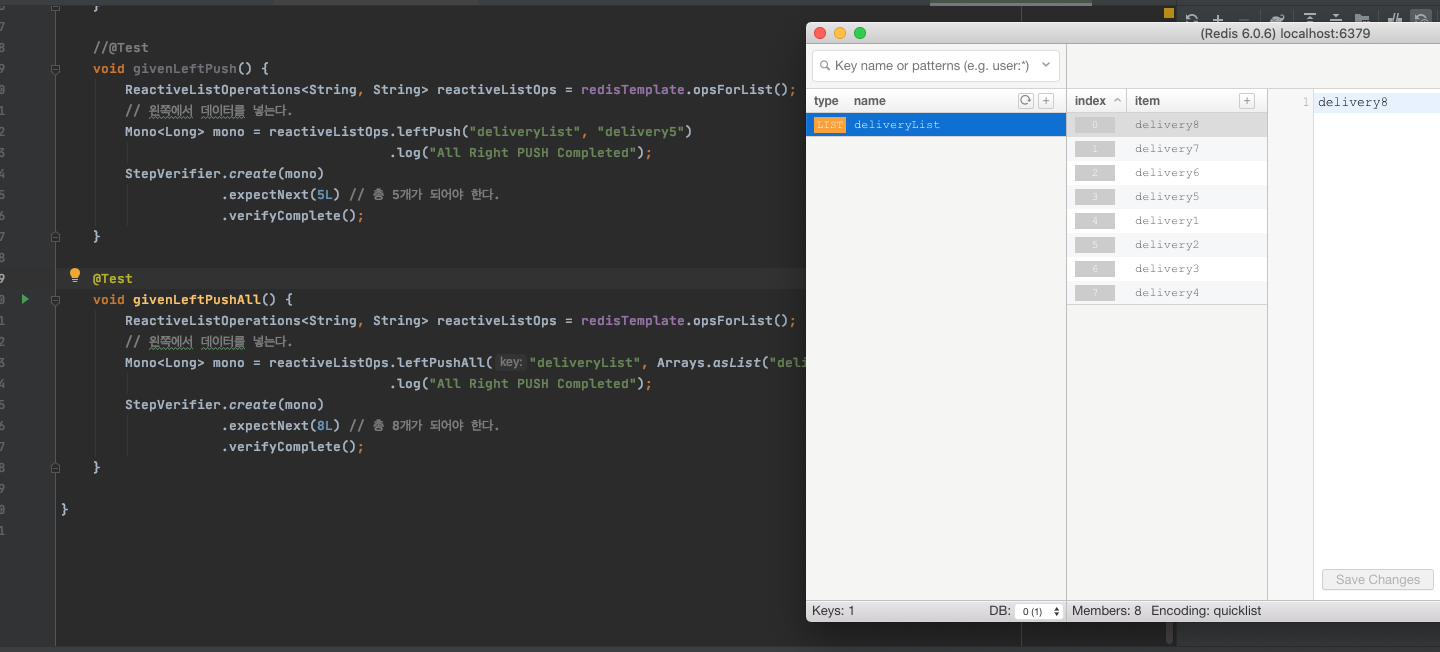 }
//@Test
void givenLeftPush() {
ReactiveListOperations<String, String> reactiveListOps = redisTemplate.opsForList();
// 왼쪽에서 데이터를 넣는다.
Mono<Long> mono = reactiveListOps.leftPush("deliveryList", "delivery5")
.log("All Right PUSH Completed");
StepVerifier.create(mono)
.expectNext(5L) // 총 5개가 되어야 한다.
.verifyComplete();
}
@Test
void givenLeftPushAll() {
ReactiveListOperations<String, String> reactiveListOps = redisTemplate.opsForList();
// 왼쪽에서 데이터를 넣는다.
Mono<Long> mono = reactiveListOps.leftPushAll( key: "deliveryList", Arrays.asList("deli
.log("All Right PUSH Completed");
StepVerifier.create(mono)
.expectNext(8L) // 총 8개가 되어야 한다.
.verifyComplete();
}
}
(Redis 6.0.6) localhost:6379
Key name or patterns (e.g. user:*)
type name
LIST deliveryList
index item
0 delivery8
1 delivery7
2 delivery6
3 delivery5
4 delivery1
5 delivery2
6 delivery3
7 delivery4
1 delivery8
Save Changes
Keys: 1 DB: 0 (1) Members: 8 Encoding: quicklist